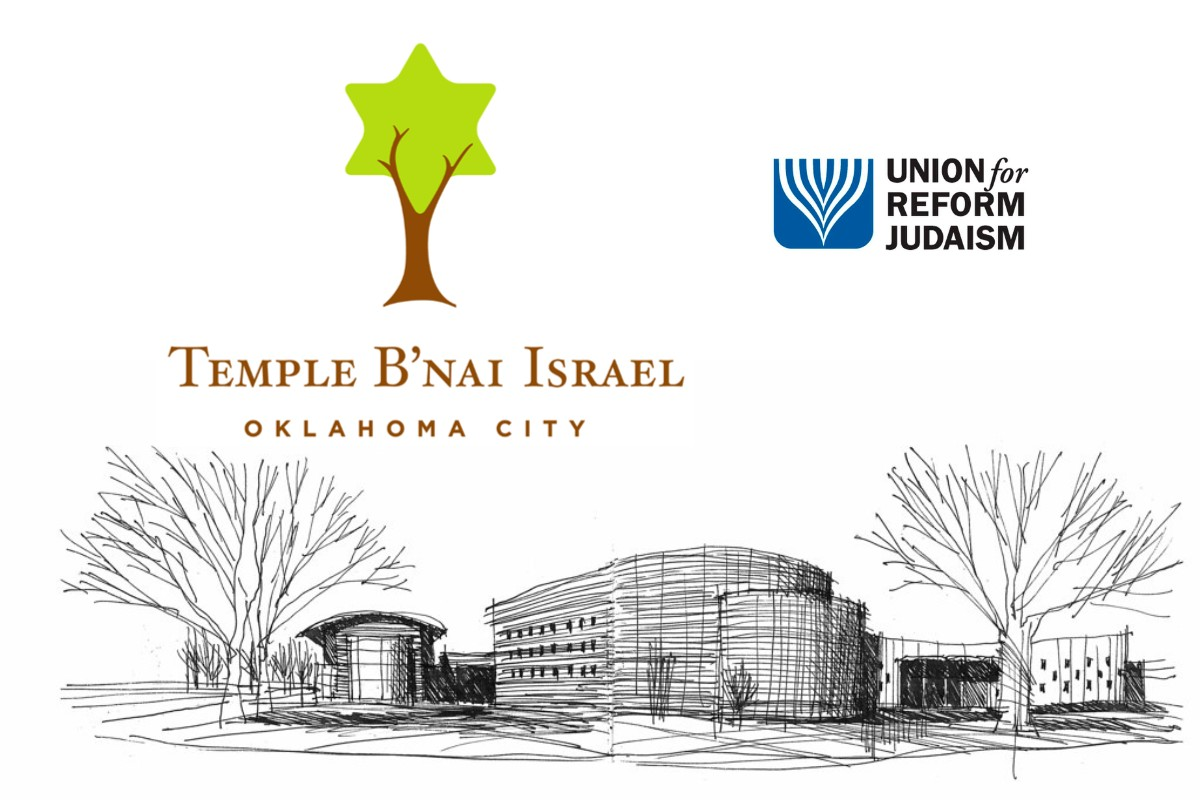 TEMPLE B'NAI ISRAEL
OKLAHOMA CITY
UNION for
REFORM
JUDAISM